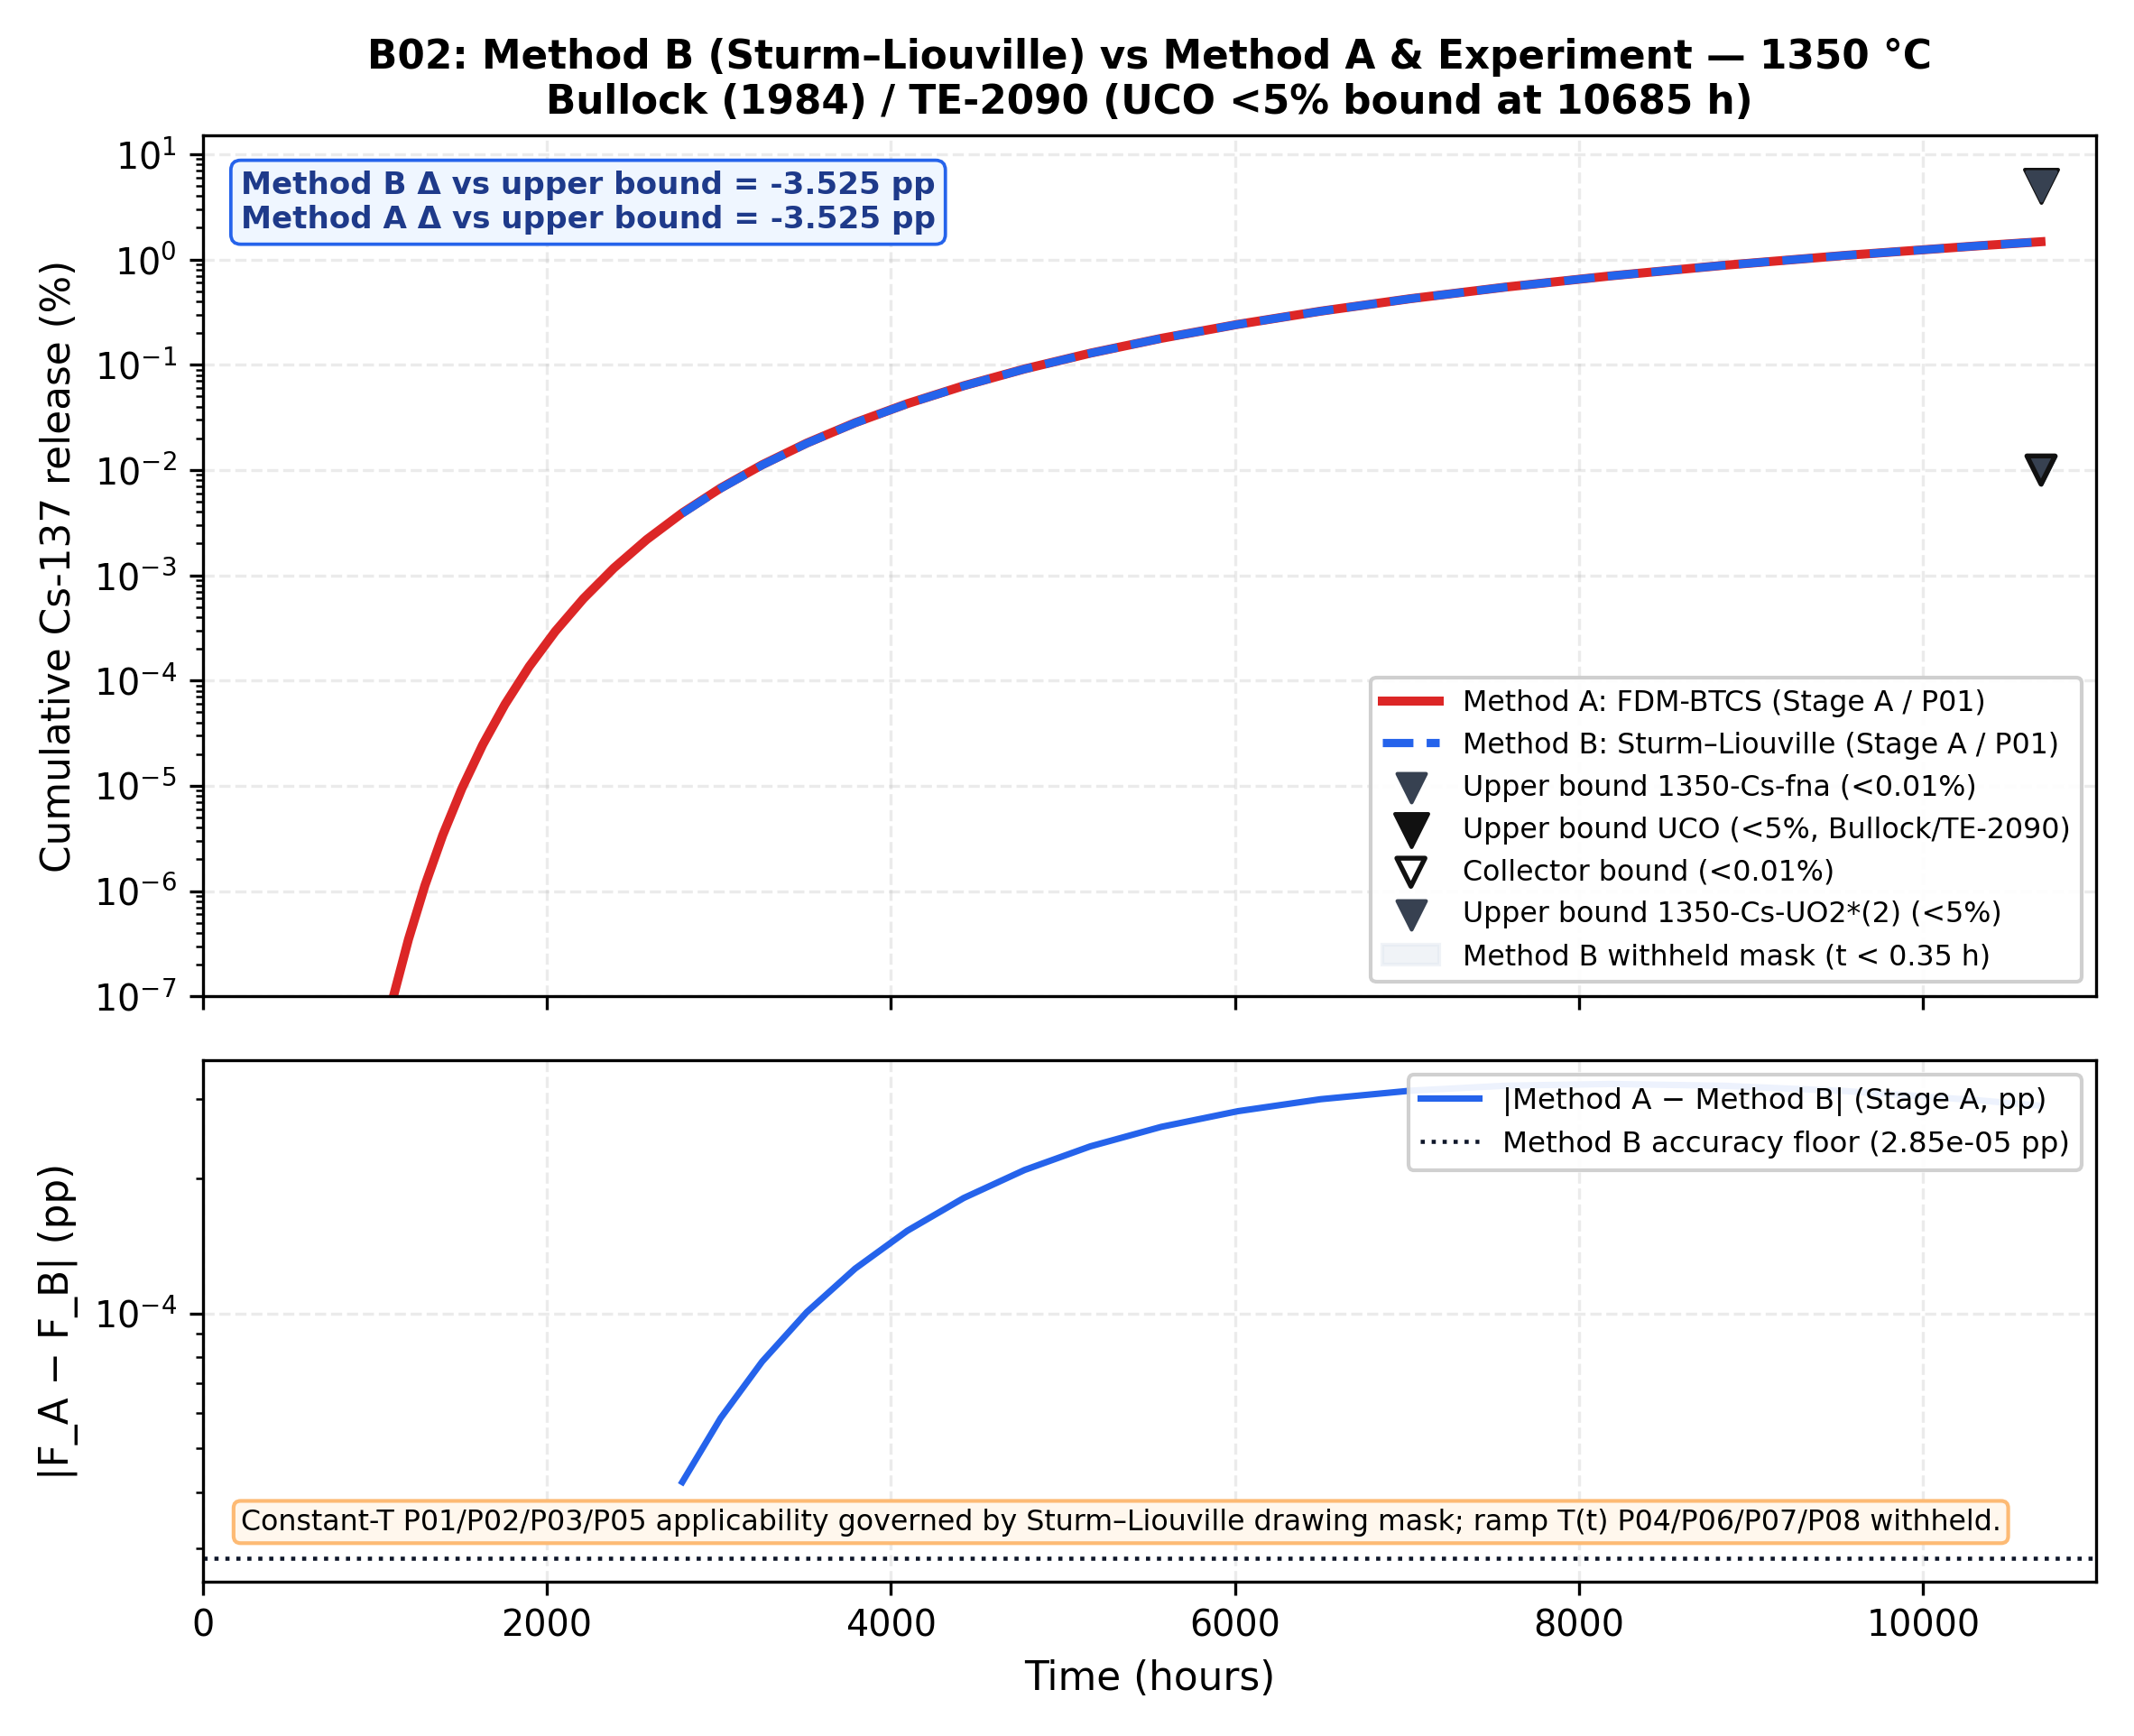 B02: Method B (Sturm–Liouville) vs Method A & Experiment — 1350 °C
Bullock (1984) / TE-2090 (UCO <5% bound at 10685 h)
Method B Δ vs upper bound = -3.525 pp
Method A Δ vs upper bound = -3.525 pp
Cumulative Cs-137 release (%)
10¹
10⁰
10⁻¹
10⁻²
10⁻³
10⁻⁴
10⁻⁵
10⁻⁶
10⁻⁷
Method A: FDM-BTCS (Stage A / P01)
Method B: Sturm–Liouville (Stage A / P01)
Upper bound 1350-Cs-fna (<0.01%)
Upper bound UCO (<5%, Bullock/TE-2090)
Collector bound (<0.01%)
Upper bound 1350-Cs-UO2*(2) (<5%)
Method B withheld mask (t < 0.35 h)
|F_A − F_B| (pp)
10⁻⁴
|Method A − Method B| (Stage A, pp)
Method B accuracy floor (2.85e-05 pp)
Constant-T P01/P02/P03/P05 applicability governed by Sturm–Liouville drawing mask; ramp T(t) P04/P06/P07/P08 withheld.
0 2000 4000 6000 8000 10000
Time (hours)